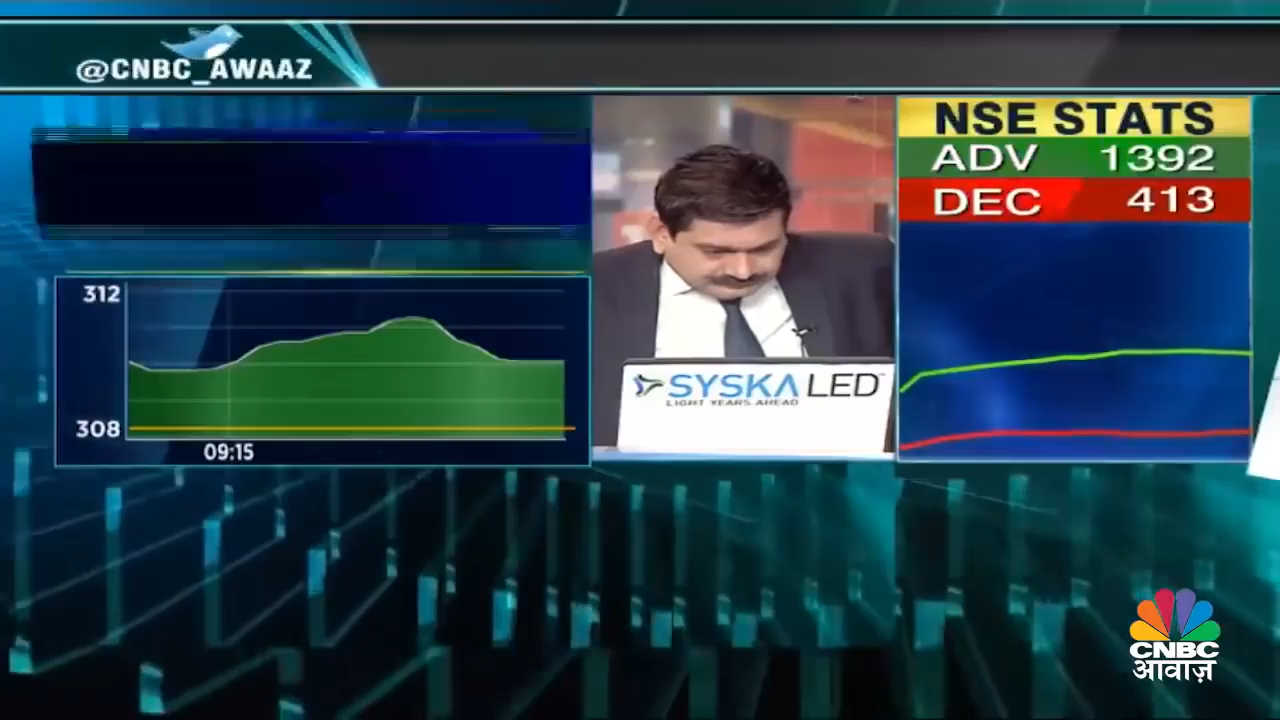 @CNBC_AWAAZ
NSE STATS
ADV 1392
DEC 413
312
308
09:15
SYSKA LED
LIGHT YEARS AHEAD
CNBC
आवाज़